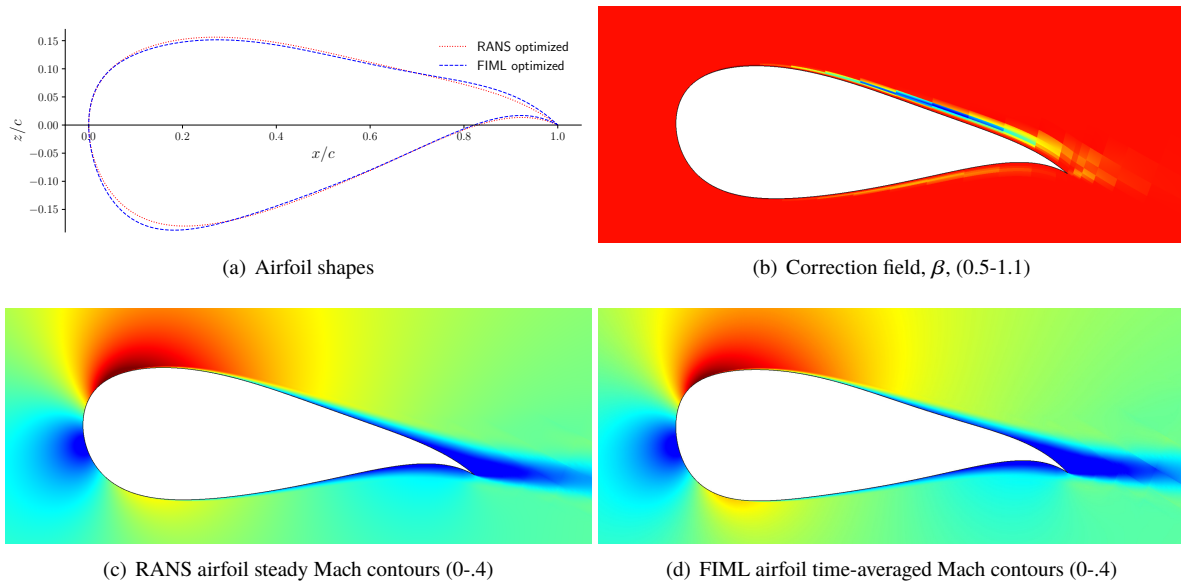 0.15
0.10
0.05
0.00
−0.05
−0.10
−0.15
z/c
0.0 0.2 0.4 0.6 0.8 1.0
x/c
RANS optimized
FIML optimized
(a) Airfoil shapes
(b) Correction field, β, (0.5-1.1)
(c) RANS airfoil steady Mach contours (0-.4)
(d) FIML airfoil time-averaged Mach contours (0-.4)